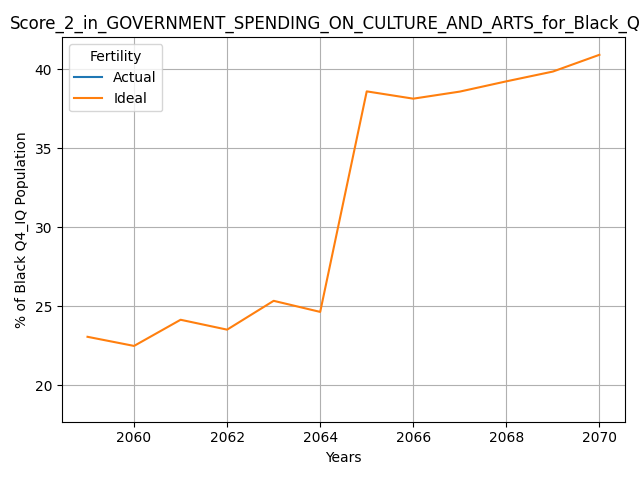 Score_2_in_GOVERNMENT_SPENDING_ON_CULTURE_AND_ARTS_for_Black_Q
Fertility
Actual
Ideal
% of Black Q4_IQ Population
40
35
30
25
20
2060 2062 2064 2066 2068 2070
Years